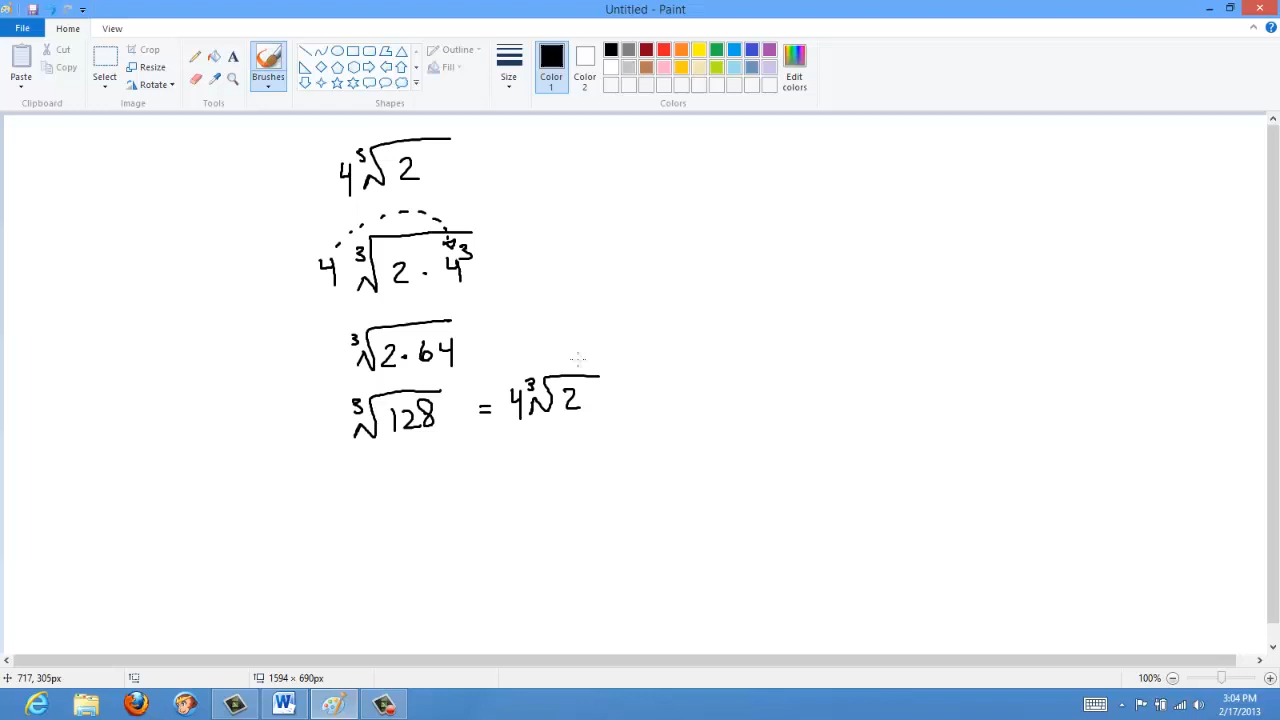 Untitled - Paint
File Home View
Paste Cut Copy Clipboard
Select Crop Resize Rotate Image
A Tools
Brushes
Outline Fill Shapes
Size
Color 1 Color 2 Edit colors Colors
4∛2
4 ∛2 · 4³
∛2 · 64
∛128 = 4∛2
717, 305px 1594 × 690px 100%
W 3:04 PM
2/17/2013